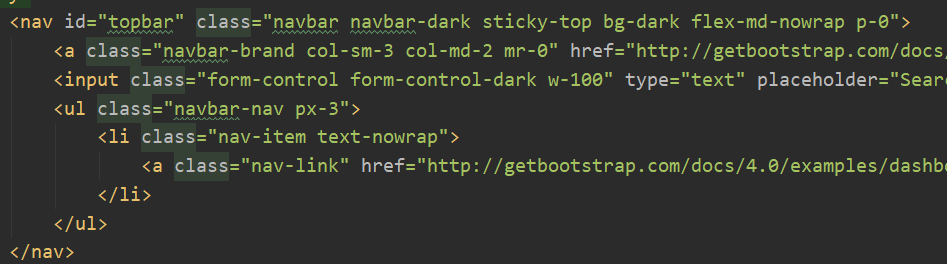 <nav id="topbar" class="navbar navbar-dark sticky-top bg-dark flex-md-nowrap p-0">
<a class="navbar-brand col-sm-3 col-md-2 mr-0" href="http://getbootstrap.com/docs
<input class="form-control form-control-dark w-100" type="text" placeholder="Sear
<ul class="navbar-nav px-3">
<li class="nav-item text-nowrap">
<a class="nav-link" href="http://getbootstrap.com/docs/4.0/examples/dashbo
</li>
</ul>
</nav>